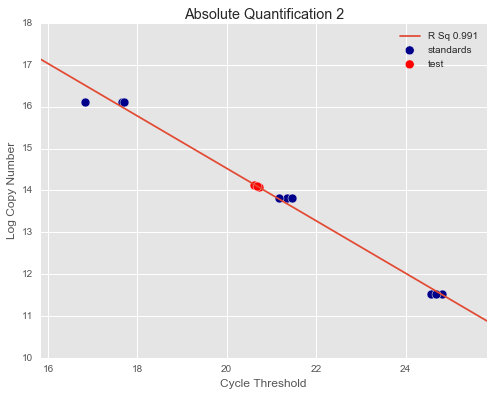 Absolute Quantification 2
18
17
16
15
14
13
12
11
10
Log Copy Number
R Sq 0.991
standards
test
16
18
20
22
24
Cycle Threshold